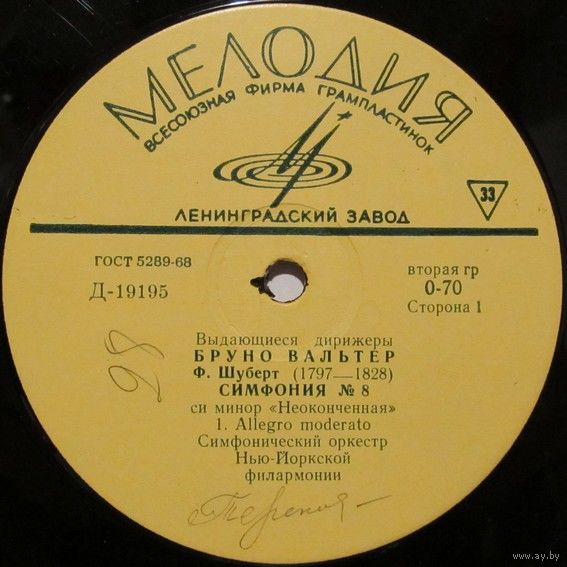 МЕЛОДИЯ
ВСЕСОЮЗНАЯ ФИРМА ГРАМПЛАСТИНОК
33
ЛЕНИНГРАДСКИЙ ЗАВОД
ГОСТ 5289-68
Д-19195
вторая гр
0-70
Сторона 1
Выдающиеся дирижеры
БРУНО ВАЛЬТЕР
Ф. Шуберт (1797—1828)
СИМФОНИЯ № 8
си минор «Неоконченная»
1. Allegro moderato
Симфонический оркестр
Нью-Йоркской
филармонии
28
www.ay.by